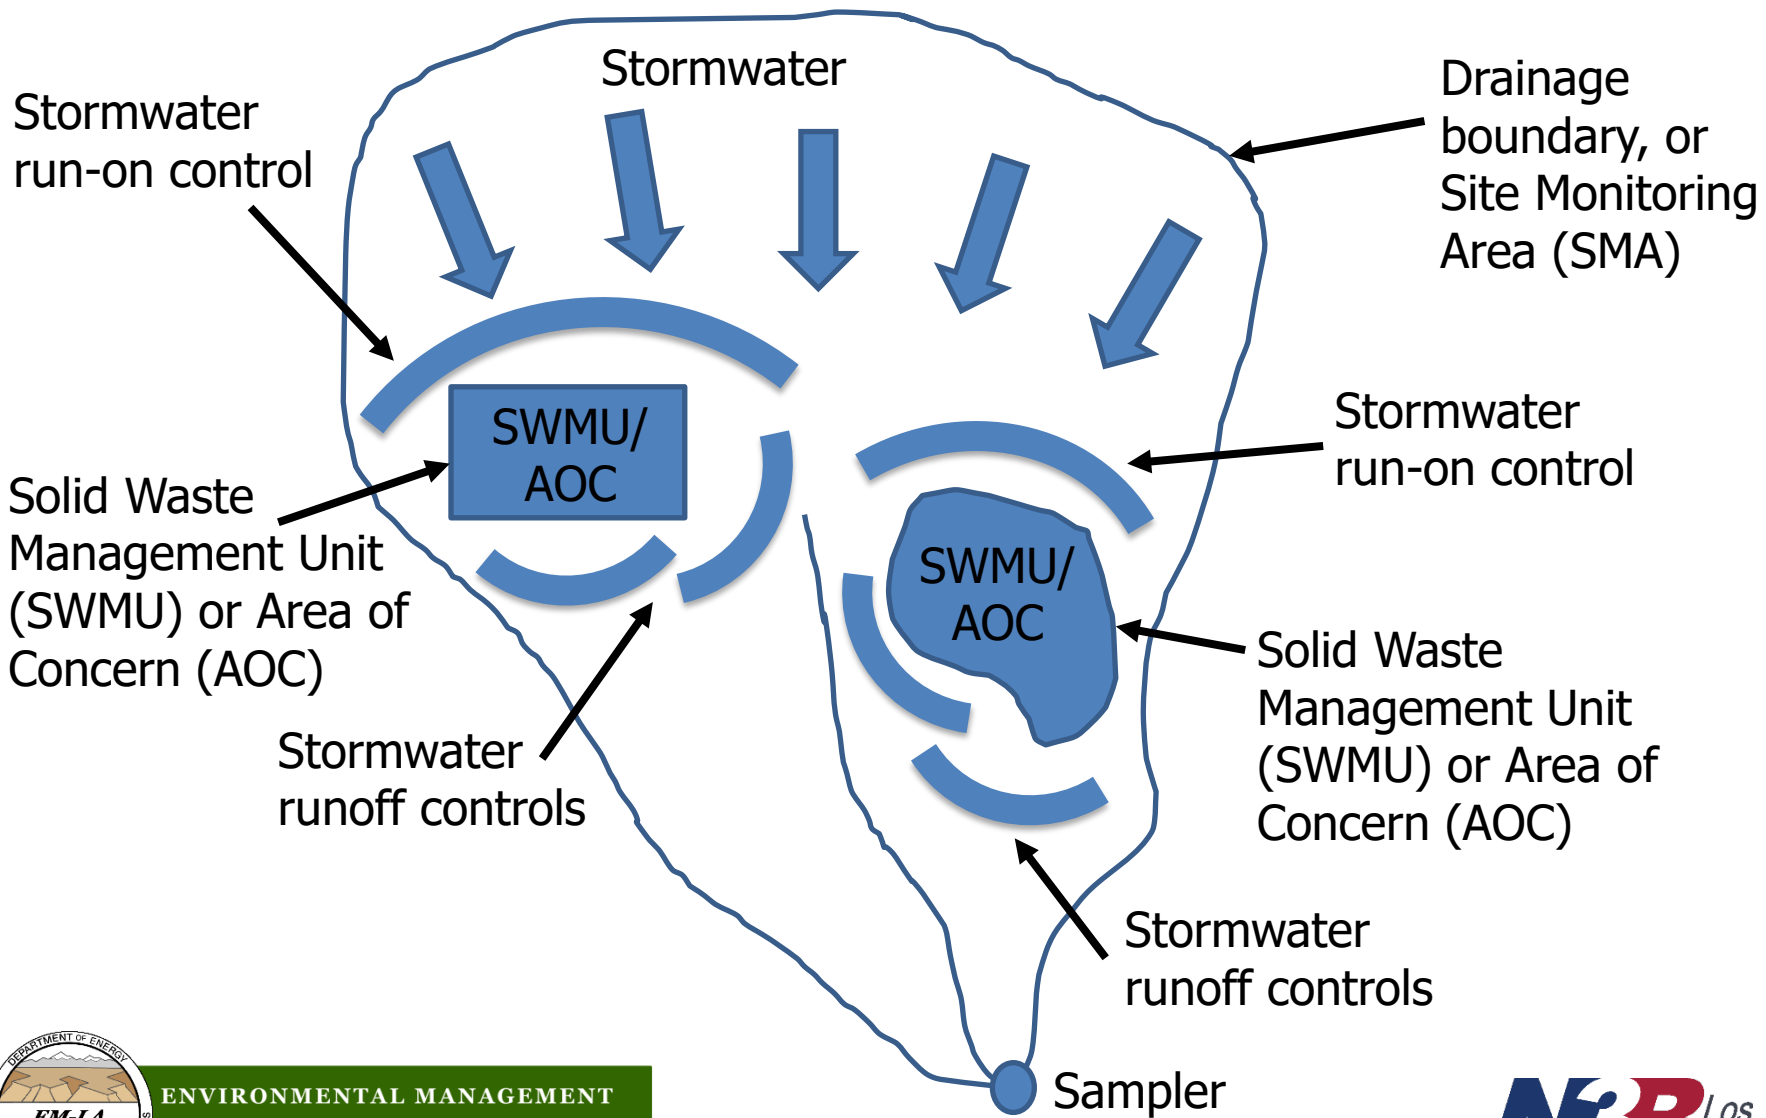 Stormwater
Stormwater
run-on control
Drainage
boundary, or
Site Monitoring
Area (SMA)
SWMU/
AOC
Stormwater
run-on control
Solid Waste
Management Unit
(SWMU) or Area of
Concern (AOC)
SWMU/
AOC
Solid Waste
Management Unit
(SWMU) or Area of
Concern (AOC)
Stormwater
runoff controls
Stormwater
runoff controls
Sampler
DEPARTMENT OF ENERGY
EM-LA
ENVIRONMENTAL MANAGEMENT
N3B
Los